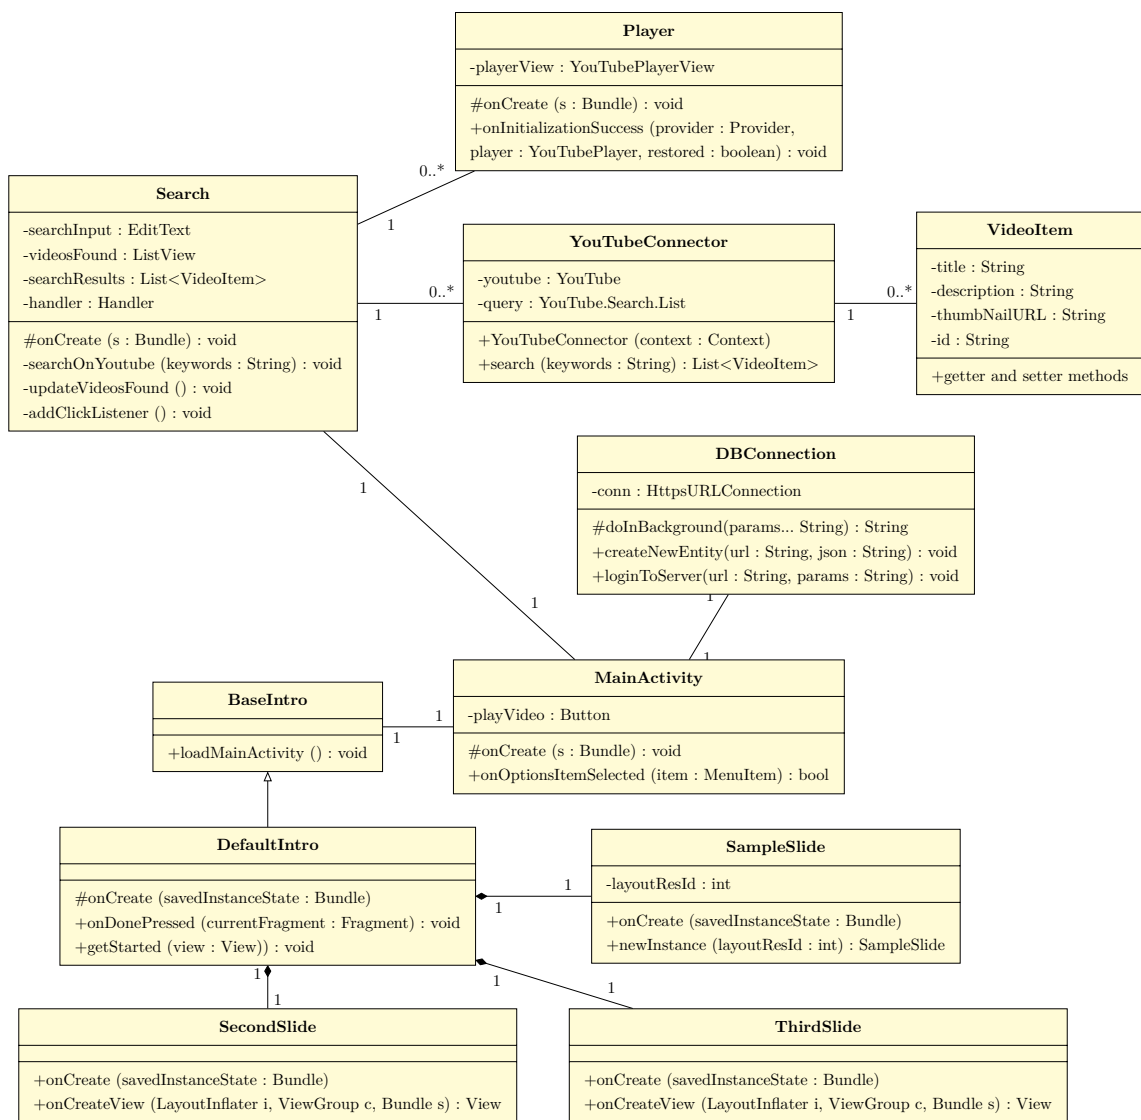 Player
-playerView : YouTubePlayerView
#onCreate (s : Bundle) : void
+onInitializationSuccess (provider : Provider,
player : YouTubePlayer, restored : boolean) : void
0..*
1
Search
-searchInput : EditText
-videosFound : ListView
-searchResults : List<VideoItem>
-handler : Handler
#onCreate (s : Bundle) : void
-searchOnYoutube (keywords : String) : void
-updateVideosFound () : void
-addClickListener () : void
0..*
1
YouTubeConnector
-youtube : YouTube
-query : YouTube.Search.List
+YouTubeConnector (context : Context)
+search (keywords : String) : List<VideoItem>
0..*
1
VideoItem
-title : String
-description : String
-thumbNailURL : String
-id : String
+getter and setter methods
1
1
DBConnection
-conn : HttpsURLConnection
#doInBackground(params... String) : String
+createNewEntity(url : String, json : String) : void
+loginToServer(url : String, params : String) : void
1
1
BaseIntro
+loadMainActivity () : void
1
1
MainActivity
-playVideo : Button
#onCreate (s : Bundle) : void
+onOptionsItemSelected (item : MenuItem) : bool
DefaultIntro
#onCreate (savedInstanceState : Bundle)
+onDonePressed (currentFragment : Fragment) : void
+getStarted (view : View)) : void
1
1
SampleSlide
-layoutResId : int
+onCreate (savedInstanceState : Bundle)
+newInstance (layoutResId : int) : SampleSlide
1
1
1
1
SecondSlide
+onCreate (savedInstanceState : Bundle)
+onCreateView (LayoutInflater i, ViewGroup c, Bundle s) : View
ThirdSlide
+onCreate (savedInstanceState : Bundle)
+onCreateView (LayoutInflater i, ViewGroup c, Bundle s) : View